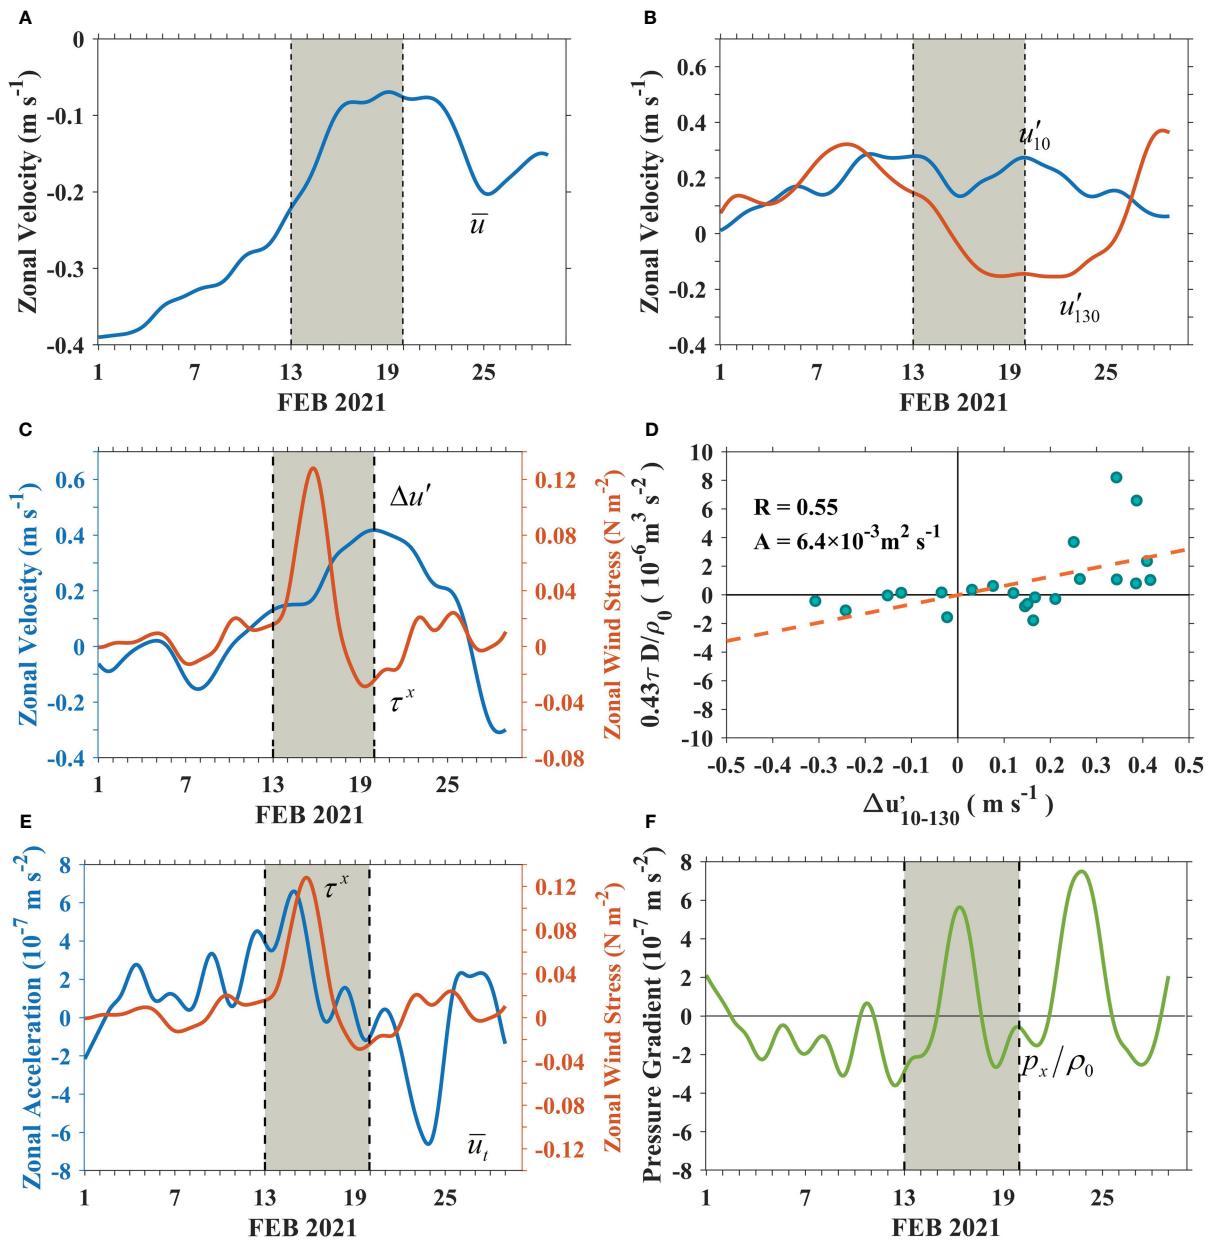 A
Zonal Velocity (m s⁻¹)
0
-0.1
-0.2
-0.3
-0.4
u̅
1 7 13 19 25
FEB 2021
B
Zonal Velocity (m s⁻¹)
0.6
0.4
0.2
0
-0.2
-0.4
u′₁₀
u′₁₃₀
1 7 13 19 25
FEB 2021
C
Zonal Velocity (m s⁻¹)
0.6
0.4
0.2
0
-0.2
-0.4
Δu′
τˣ
0.12
0.08
0.04
0
-0.04
-0.08
Zonal Wind Stress (N m⁻²)
1 7 13 19 25
FEB 2021
D
0.43τ D/ρ₀ ( 10⁻⁶m³ s⁻²)
10
8
6
4
2
0
-2
-4
-6
-8
-10
R = 0.55
A = 6.4×10⁻³m² s⁻¹
-0.5 -0.4 -0.3 -0.2 -0.1 0 0.1 0.2 0.3 0.4 0.5
Δu′₁₀₋₁₃₀ ( m s⁻¹ )
E
Zonal Acceleration (10⁻⁷ m s⁻²)
8
6
4
2
0
-2
-4
-6
-8
τˣ
u̅ₜ
0.12
0.08
0.04
0
-0.04
-0.08
-0.12
Zonal Wind Stress (N m⁻²)
1 7 13 19 25
FEB 2021
F
Pressure Gradient (10⁻⁷ m s⁻²)
8
6
4
2
0
-2
-4
-6
-8
pₓ/ρ₀
1 7 13 19 25
FEB 2021